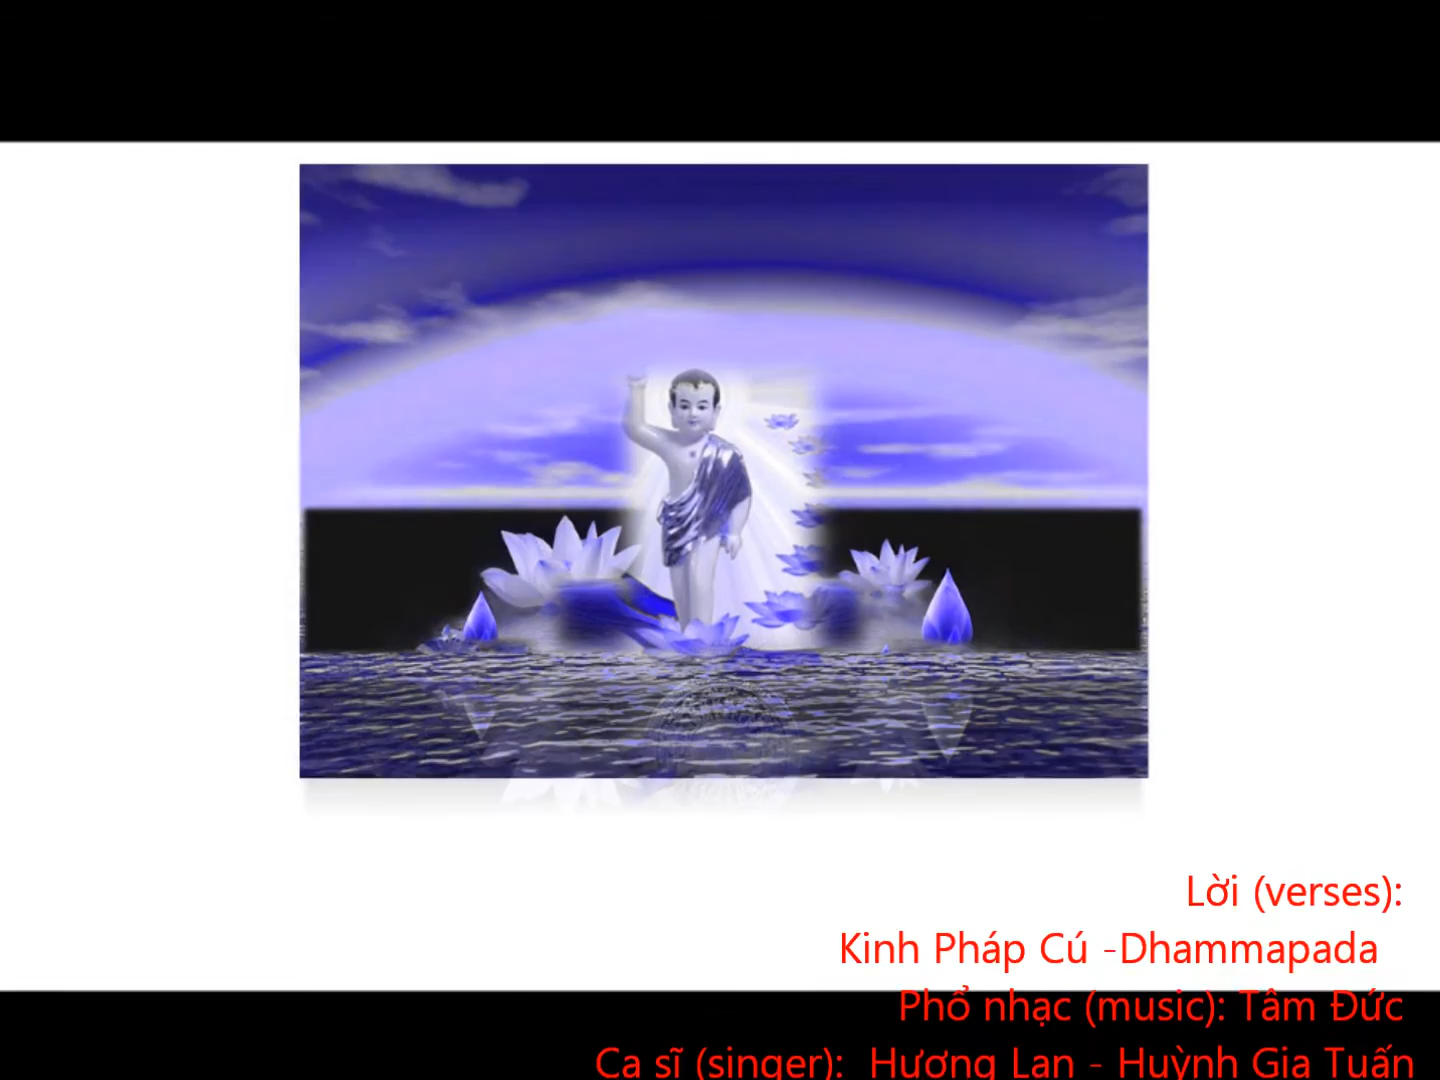 Lời (verses):
Kinh Pháp Cú -Dhammapada
Phổ nhạc (music): Tâm Đức
Ca sĩ (singer): Hương Lan - Huỳnh Gia Tuấn